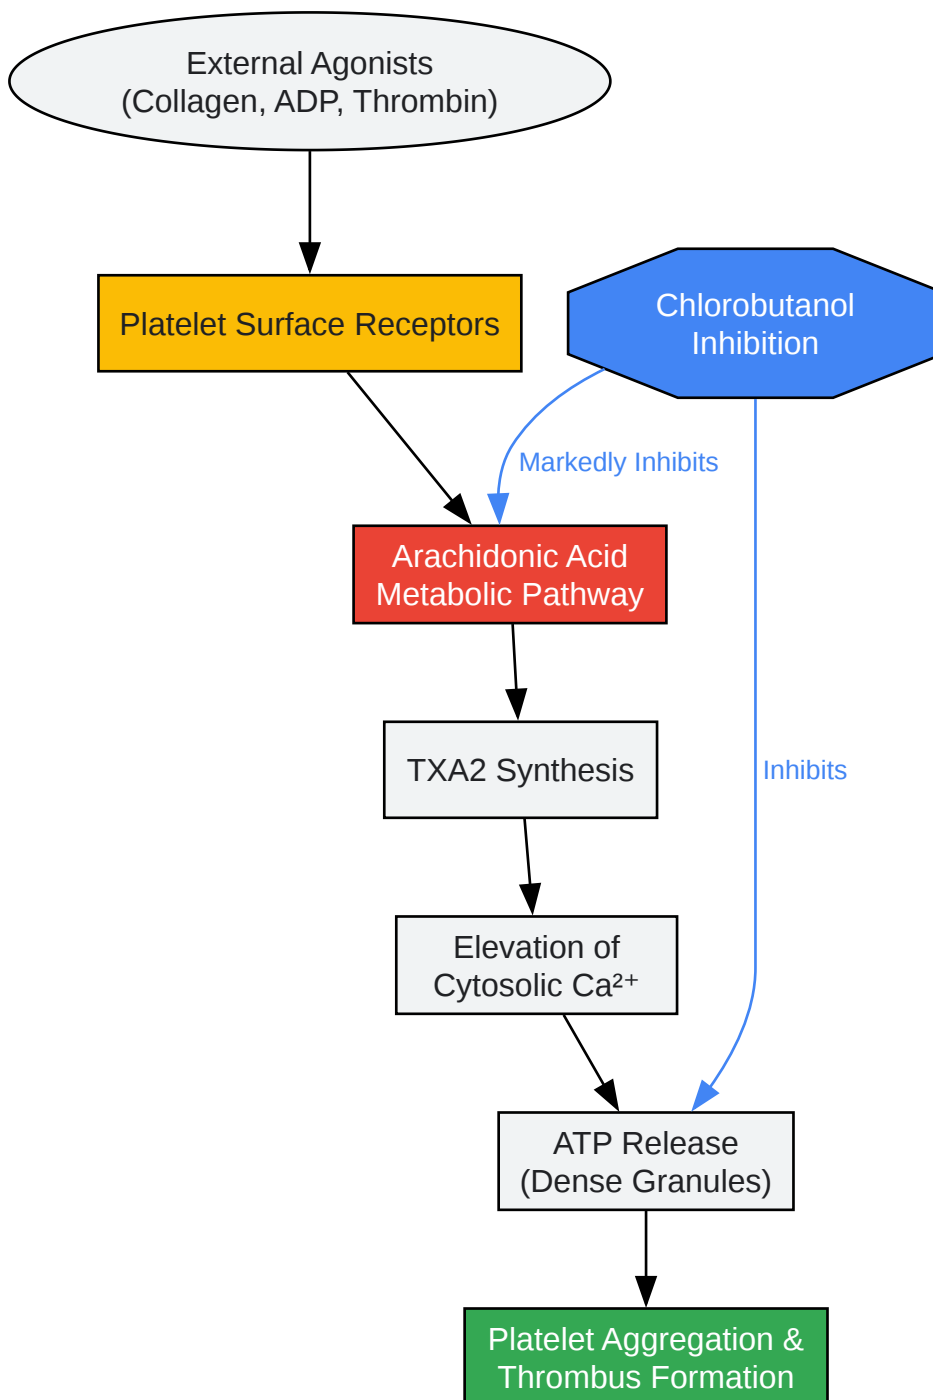 External Agonists
(Collagen, ADP, Thrombin)
Platelet Surface Receptors
Chlorobutanol
Inhibition
Markedly Inhibits
Arachidonic Acid
Metabolic Pathway
TXA2 Synthesis
Inhibits
Elevation of
Cytosolic Ca²⁺
ATP Release
(Dense Granules)
Platelet Aggregation &
Thrombus Formation